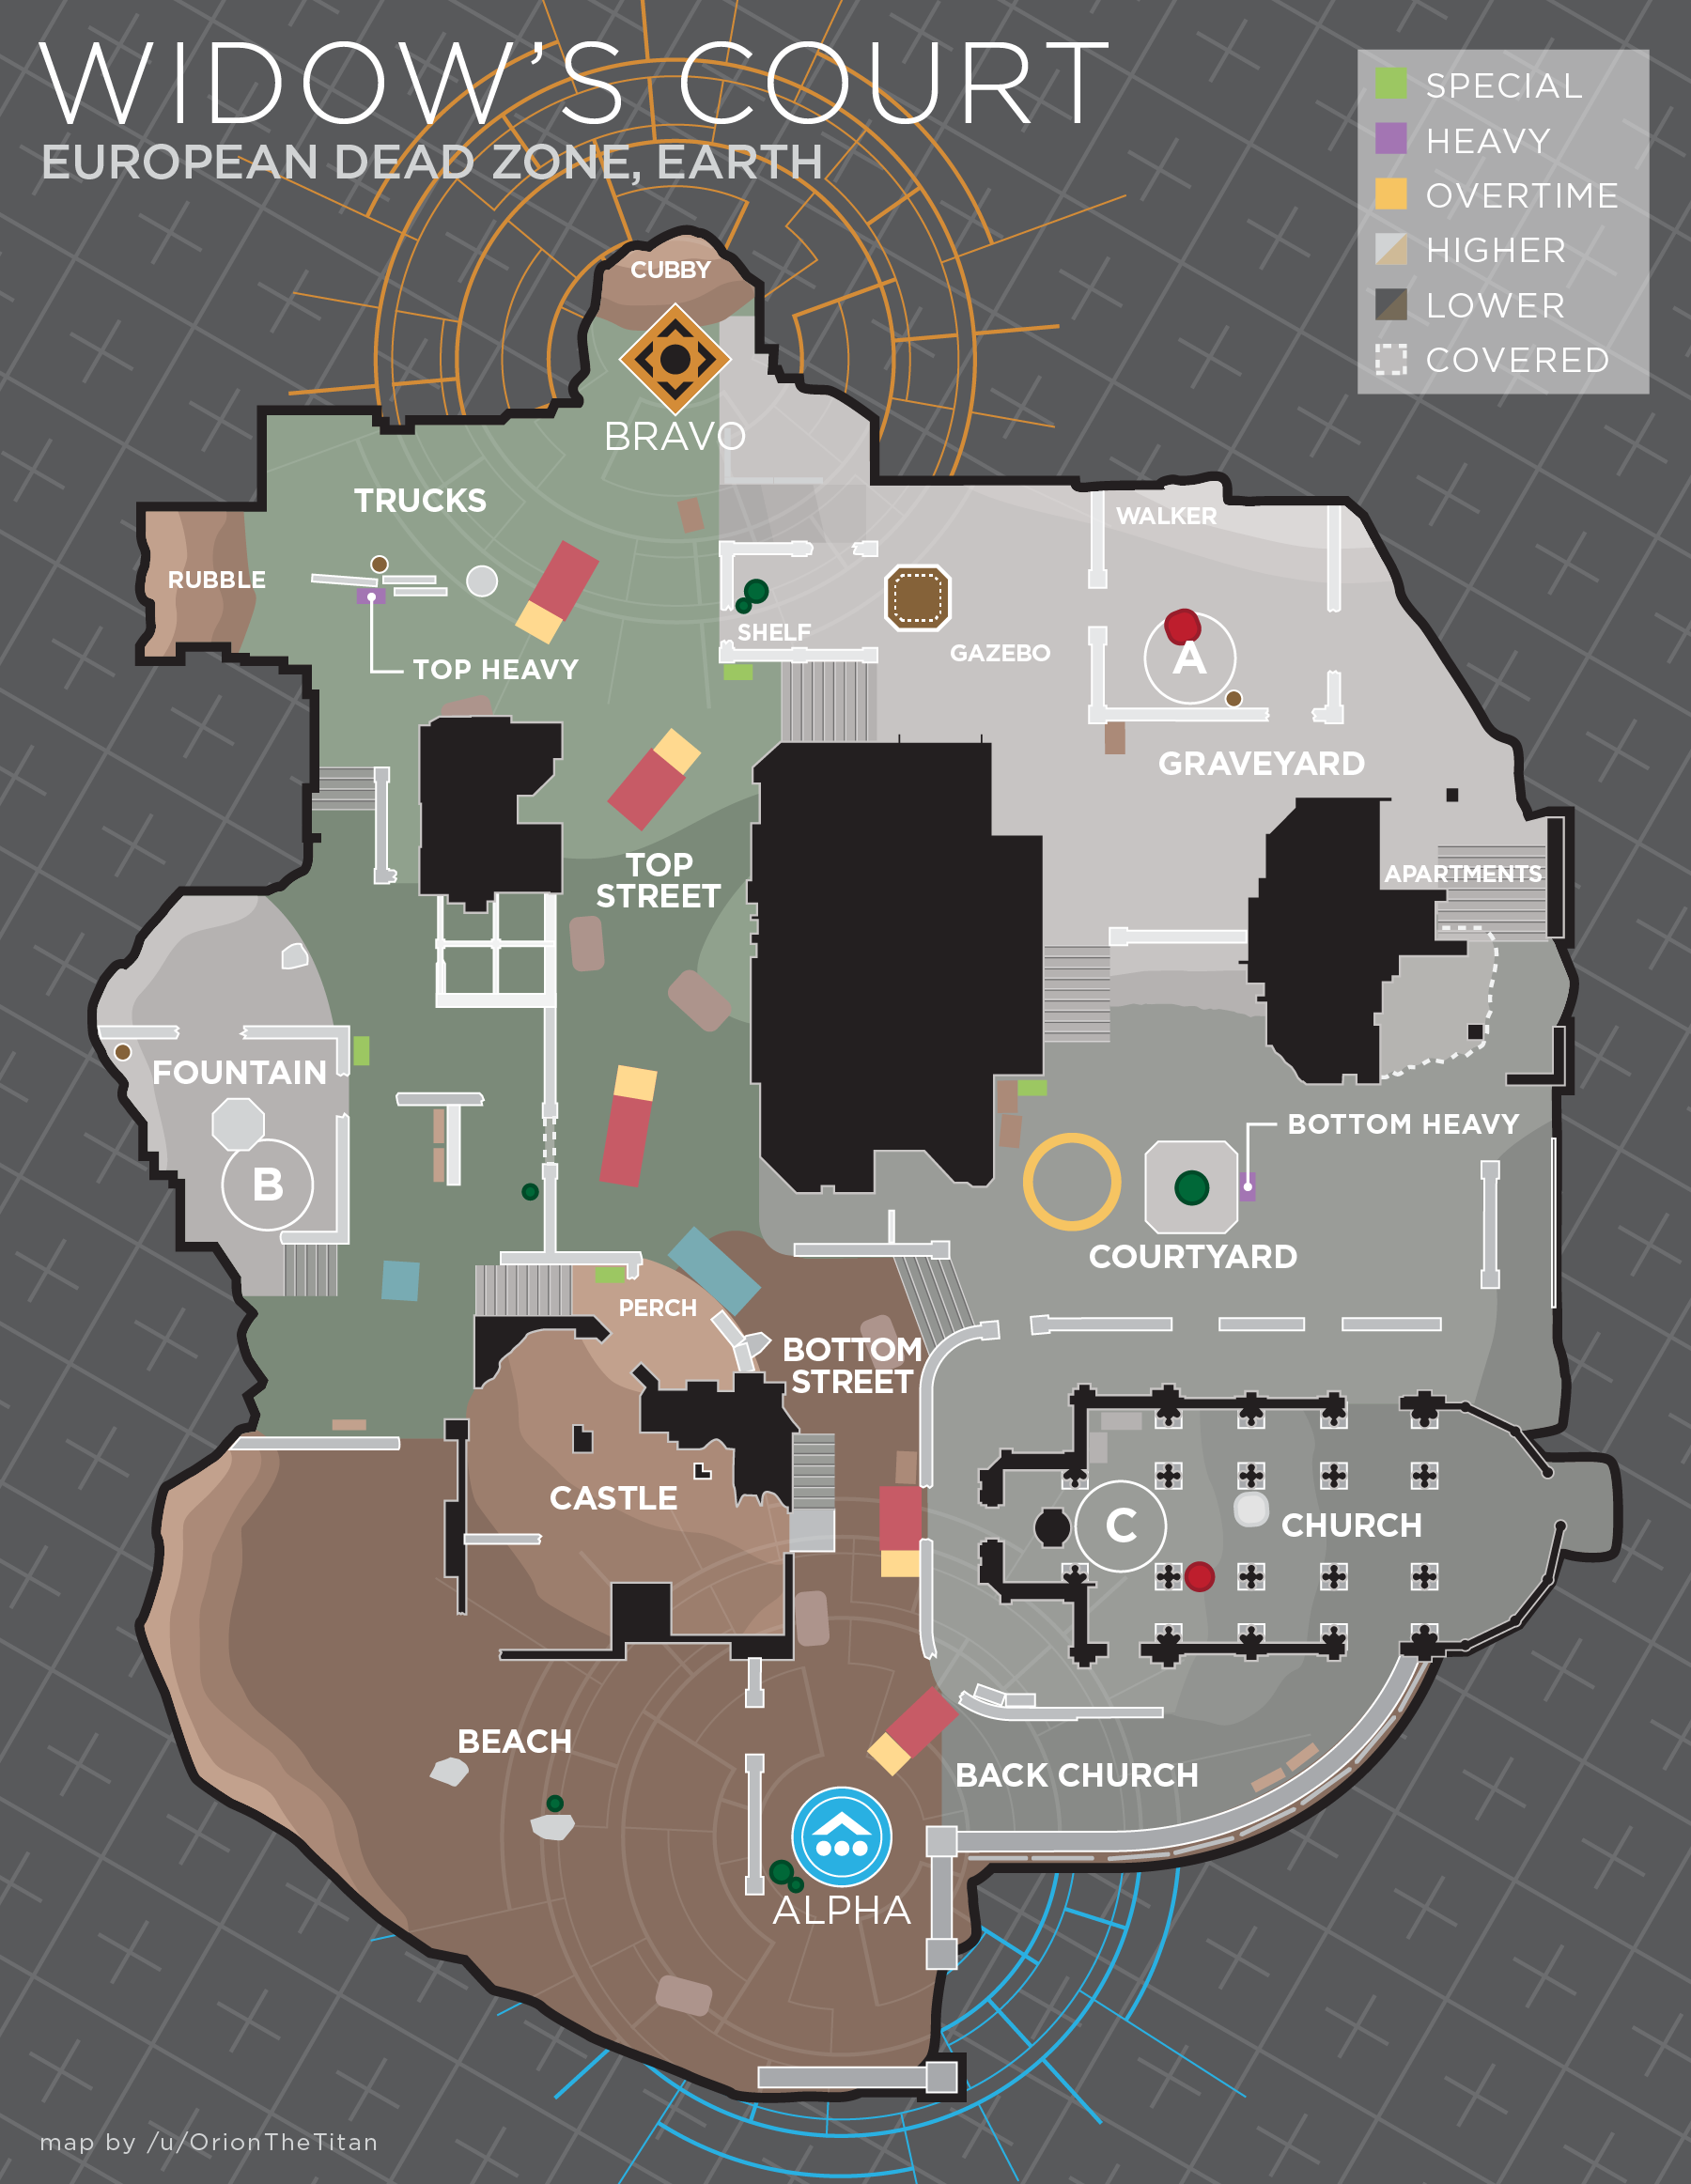 WIDOW'S COURT
EUROPEAN DEAD ZONE, EARTH
SPECIAL
HEAVY
OVERTIME
HIGHER
LOWER
COVERED
CUBBY
BRAVO
TRUCKS
WALKER
RUBBLE
SHELF
GAZEBO
A
TOP HEAVY
GRAVEYARD
TOP
STREET
APARTMENTS
FOUNTAIN
BOTTOM HEAVY
B
COURTYARD
PERCH
BOTTOM
STREET
CASTLE
C
CHURCH
BEACH
BACK CHURCH
ALPHA
map by /u/OrionTheTitan